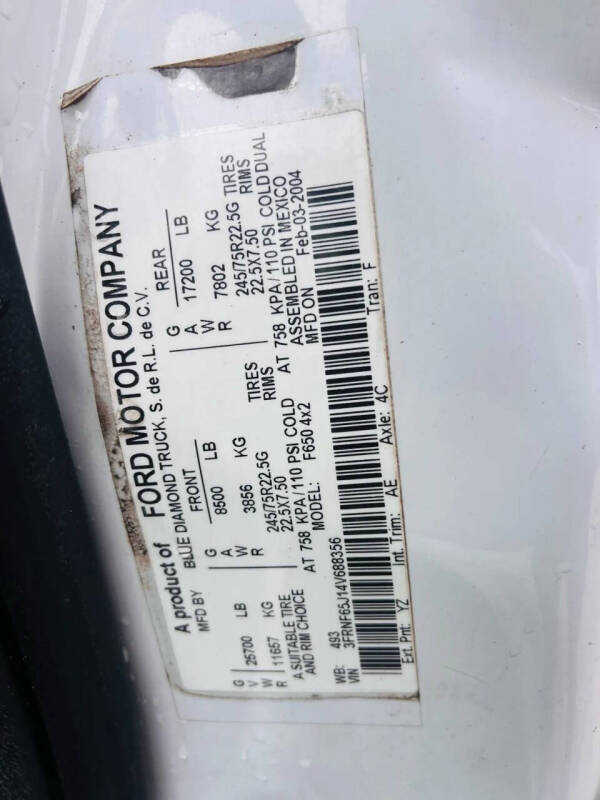 A product of FORD MOTOR COMPANY
MFD BY BLUE DIAMOND TRUCK, S. de R.L. de C.V.
FRONT REAR
GVWR 25700 LB GAWR 8500 LB GAWR 17200 LB
11657 KG 3856 KG 7802 KG
A SUITABLE TIRE 245/75R22.5G TIRES 245/75R22.5G TIRES
AND RIM CHOICE 22.5X7.50 RIMS 22.5X7.50 RIMS
AT 758 KPA/110 PSI COLD AT 758 KPA/110 PSI COLD DUAL
MODEL: F650 4x2 ASSEMBLED IN MEXICO
WB: 493 MFD ON Feb-03-2004
VIN 3FRNF65J14V688356
Ext. Pnt: YZ Int. Trim: AE Axle: 4C Tran: F